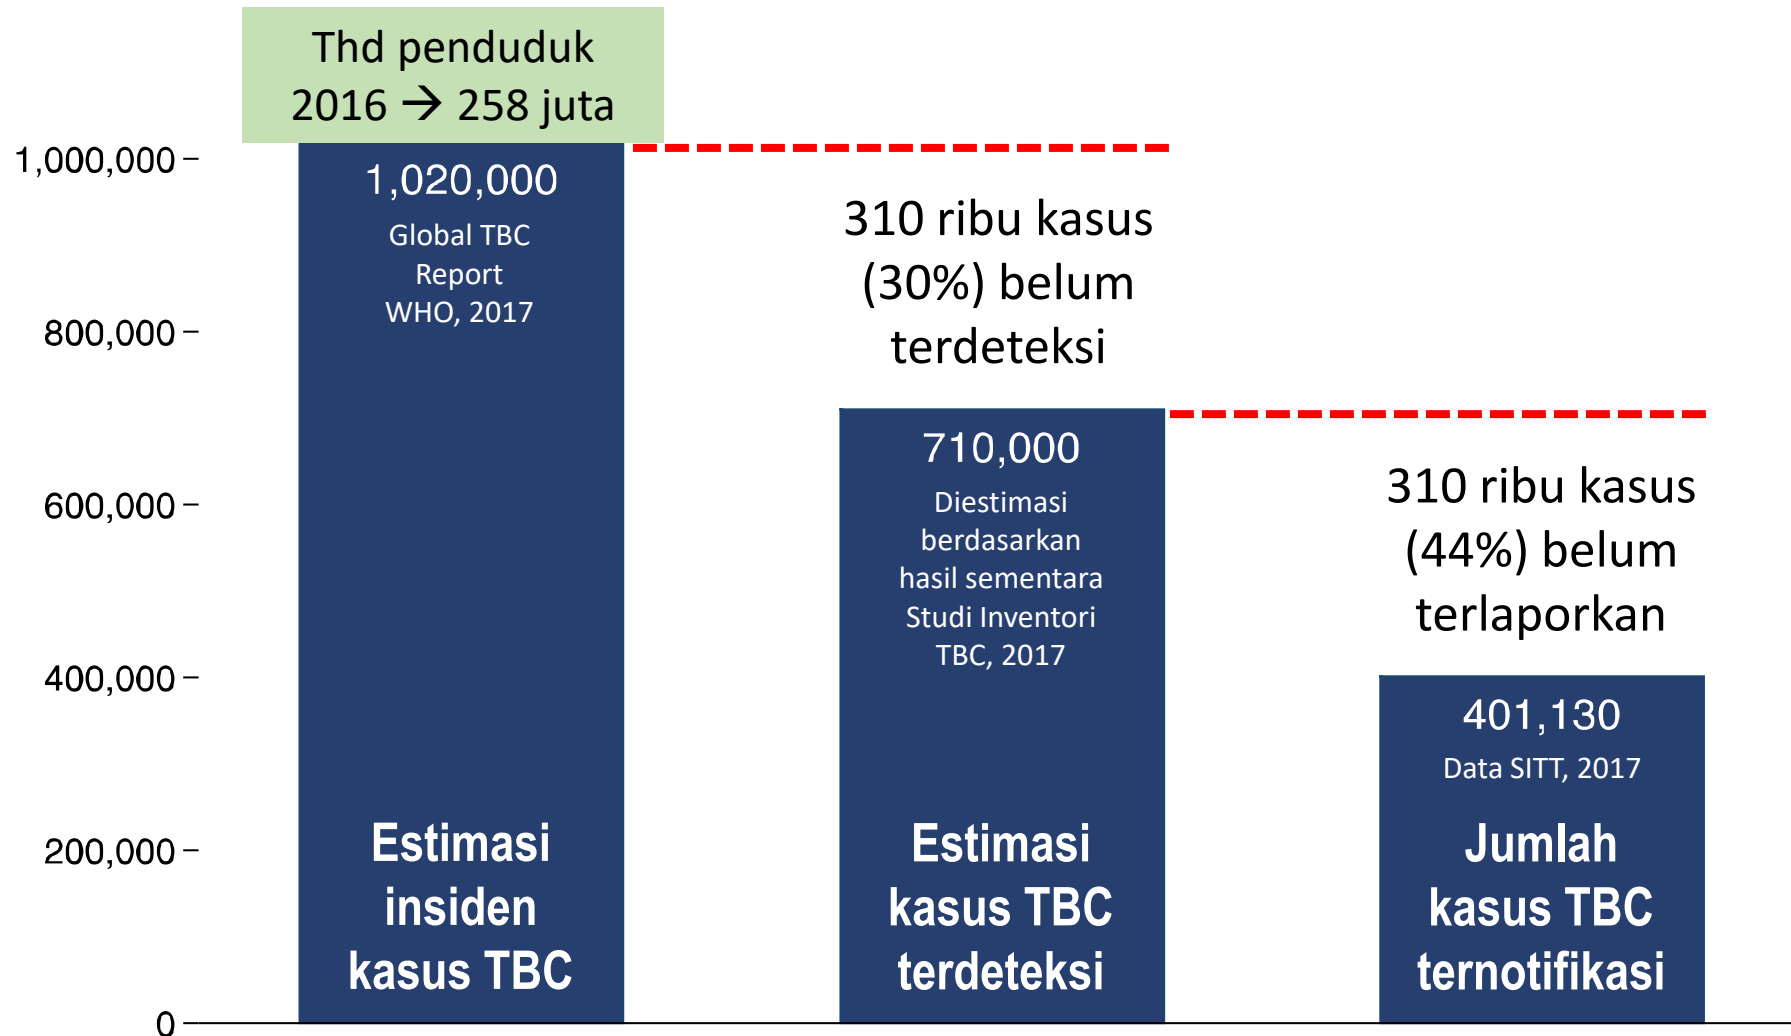 Thd penduduk
2016 → 258 juta
1,000,000
800,000
600,000
400,000
200,000
0
1,020,000
Global TBC
Report
WHO, 2017
Estimasi
insiden
kasus TBC
310 ribu kasus
(30%) belum
terdeteksi
710,000
Diestimasi
berdasarkan
hasil sementara
Studi Inventori
TBC, 2017
Estimasi
kasus TBC
terdeteksi
310 ribu kasus
(44%) belum
terlaporkan
401,130
Data SITT, 2017
Jumlah
kasus TBC
ternotifikasi